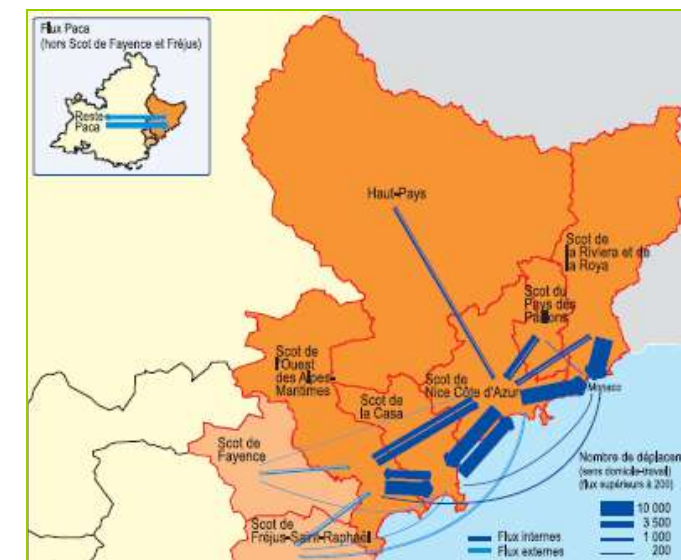 Flux Paca
(hors Scot de Fayence et Fréjus)
Reste
Paca
Haut-Pays
Scot de
la Riviera et de
la Roya
Scot du
Pays des
Paillons
Scot de
l'Ouest
des Alpes-
Maritimes
Scot de
la Casa
Scot de
Nice Côte d'Azur
Monaco
Scot de
Fayence
Scot de
Fréjus-Saint-Raphaël
Nombre de déplacem
(sens domicile-travail)
(flux supérieurs à 200)
10 000
3 500
1 000
200
Flux internes
Flux externes